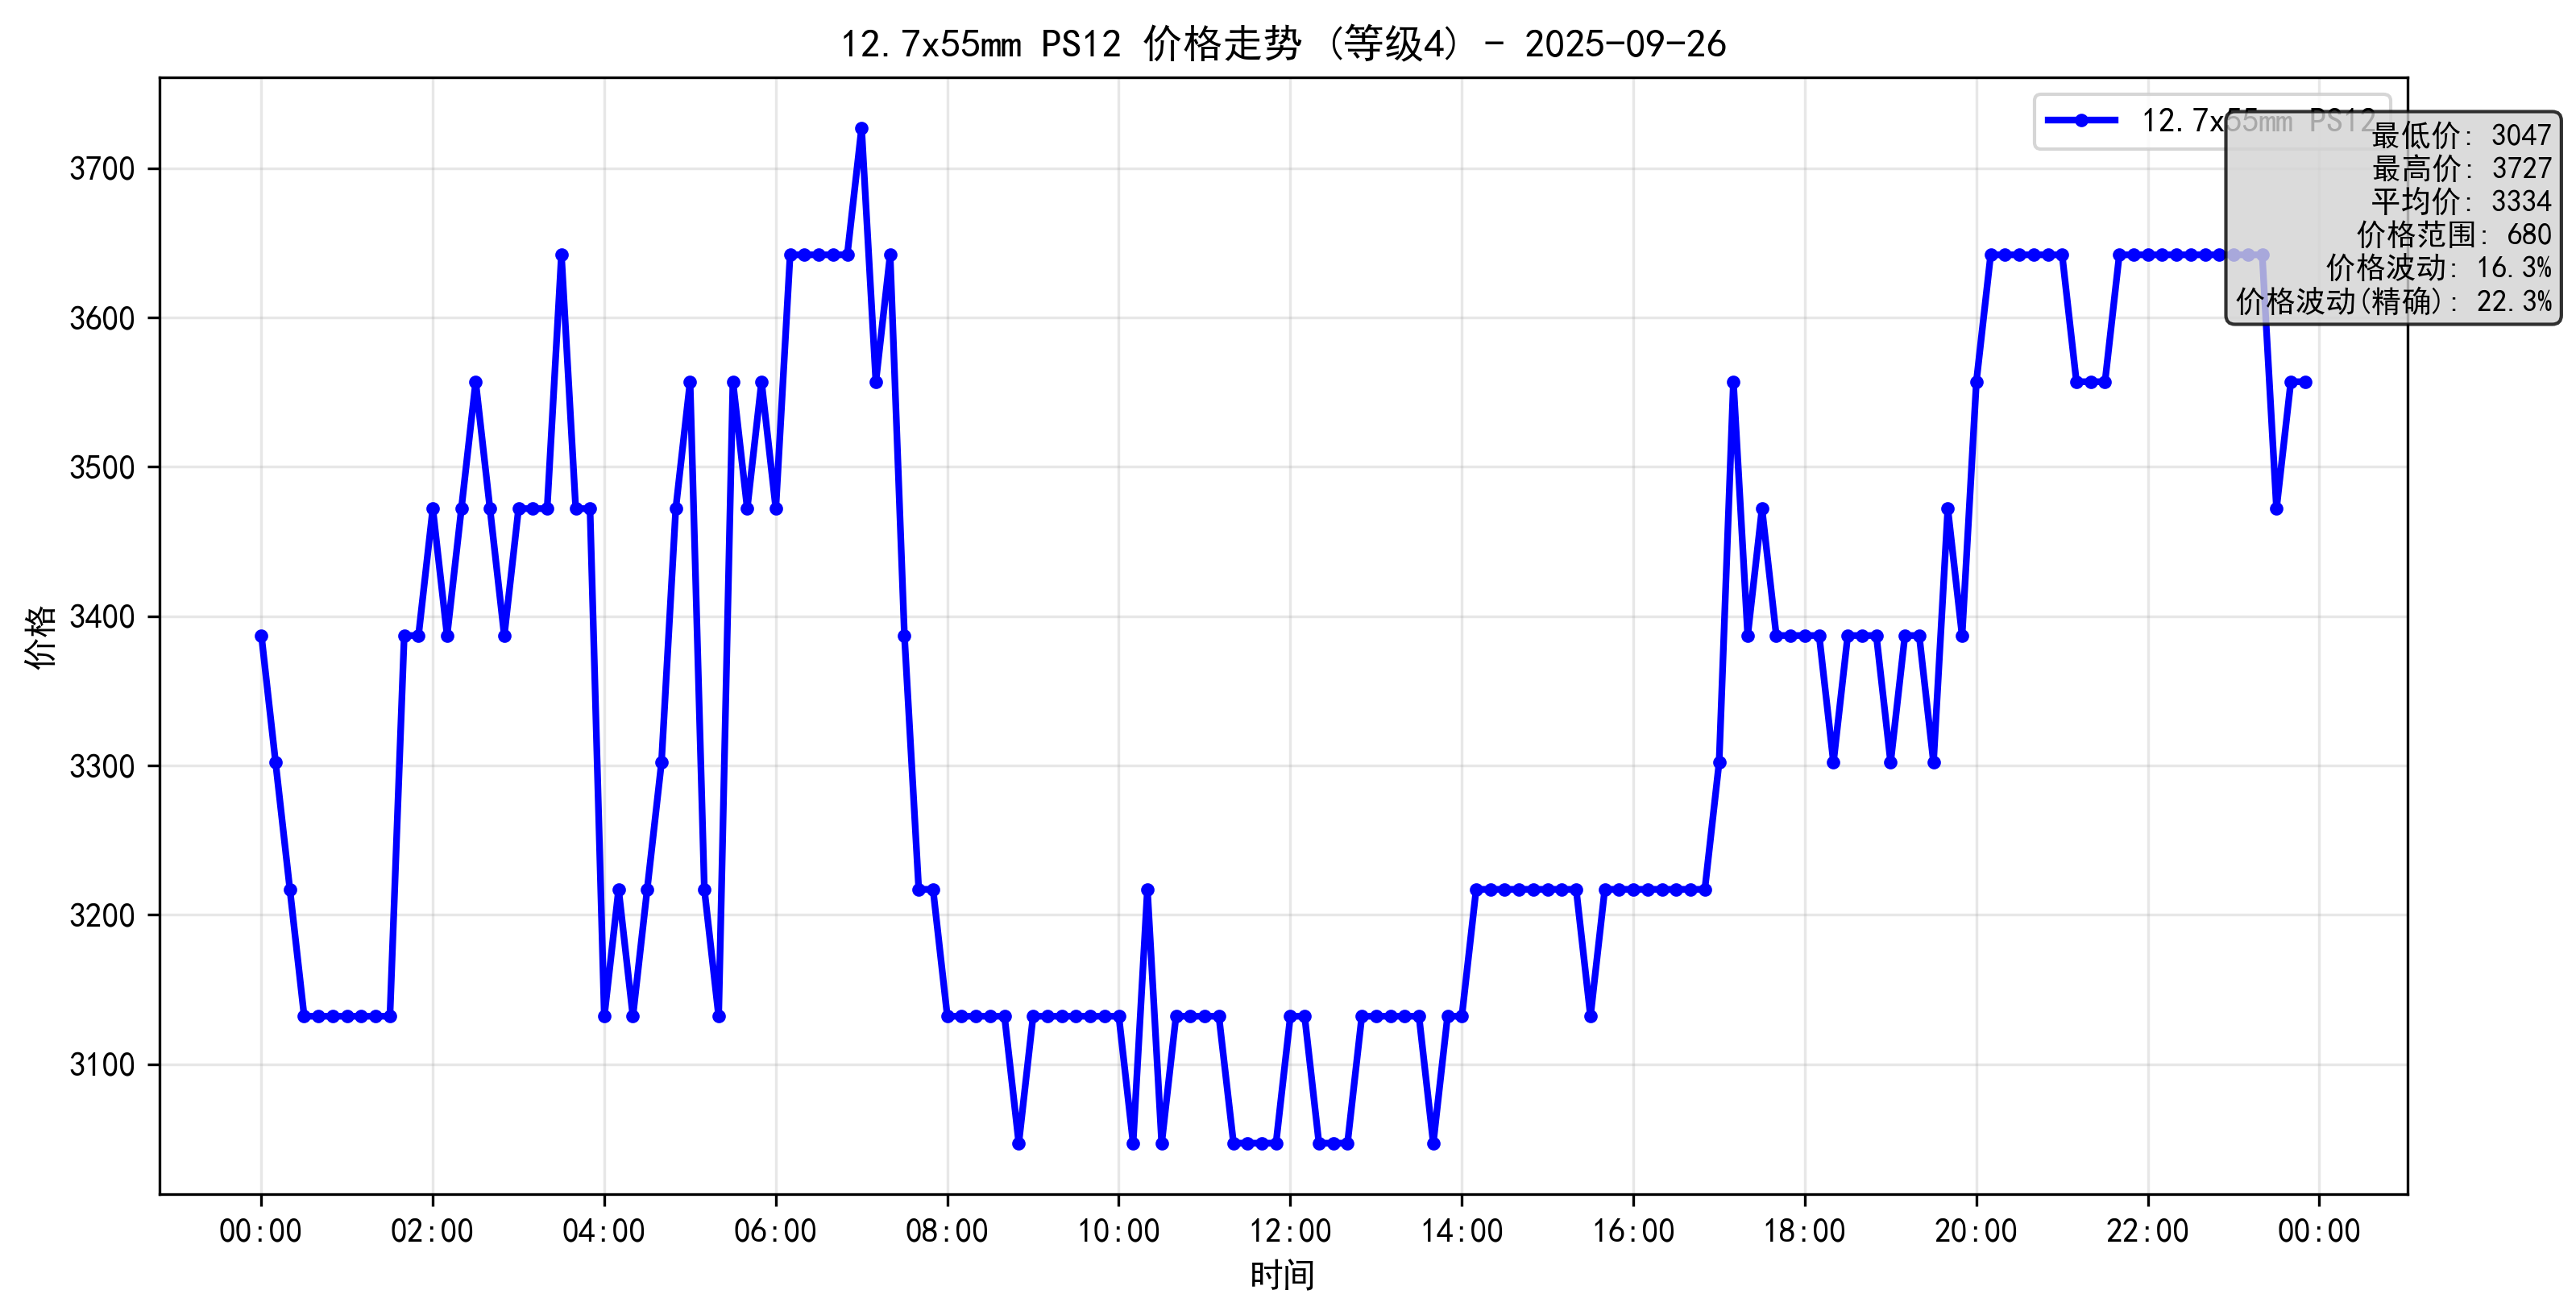 12.7x55mm PS12 价格走势 (等级4) - 2025-09-26
12.7x55mm PS12
最低价: 3047
最高价: 3727
平均价: 3334
价格范围: 680
价格波动: 16.3%
价格波动(精确): 22.3%
3700
3600
3500
3400
3300
3200
3100
价格
00:00 02:00 04:00 06:00 08:00 10:00 12:00 14:00 16:00 18:00 20:00 22:00 00:00
时间